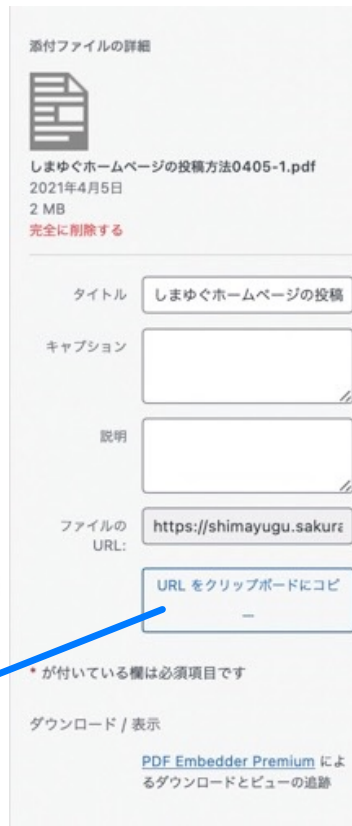 添付ファイルの詳細
しまゆぐホームページの投稿方法0405-1.pdf
2021年4月5日
2 MB
完全に削除する
タイトル
しまゆぐホームページの投稿
キャプション
説明
ファイルの
URL:
https://shimayugu.sakura
URL をクリップボードにコピ
ー
* が付いている欄は必須項目です
ダウンロード / 表示
PDF Embedder Premium によ
るダウンロードとビューの追跡